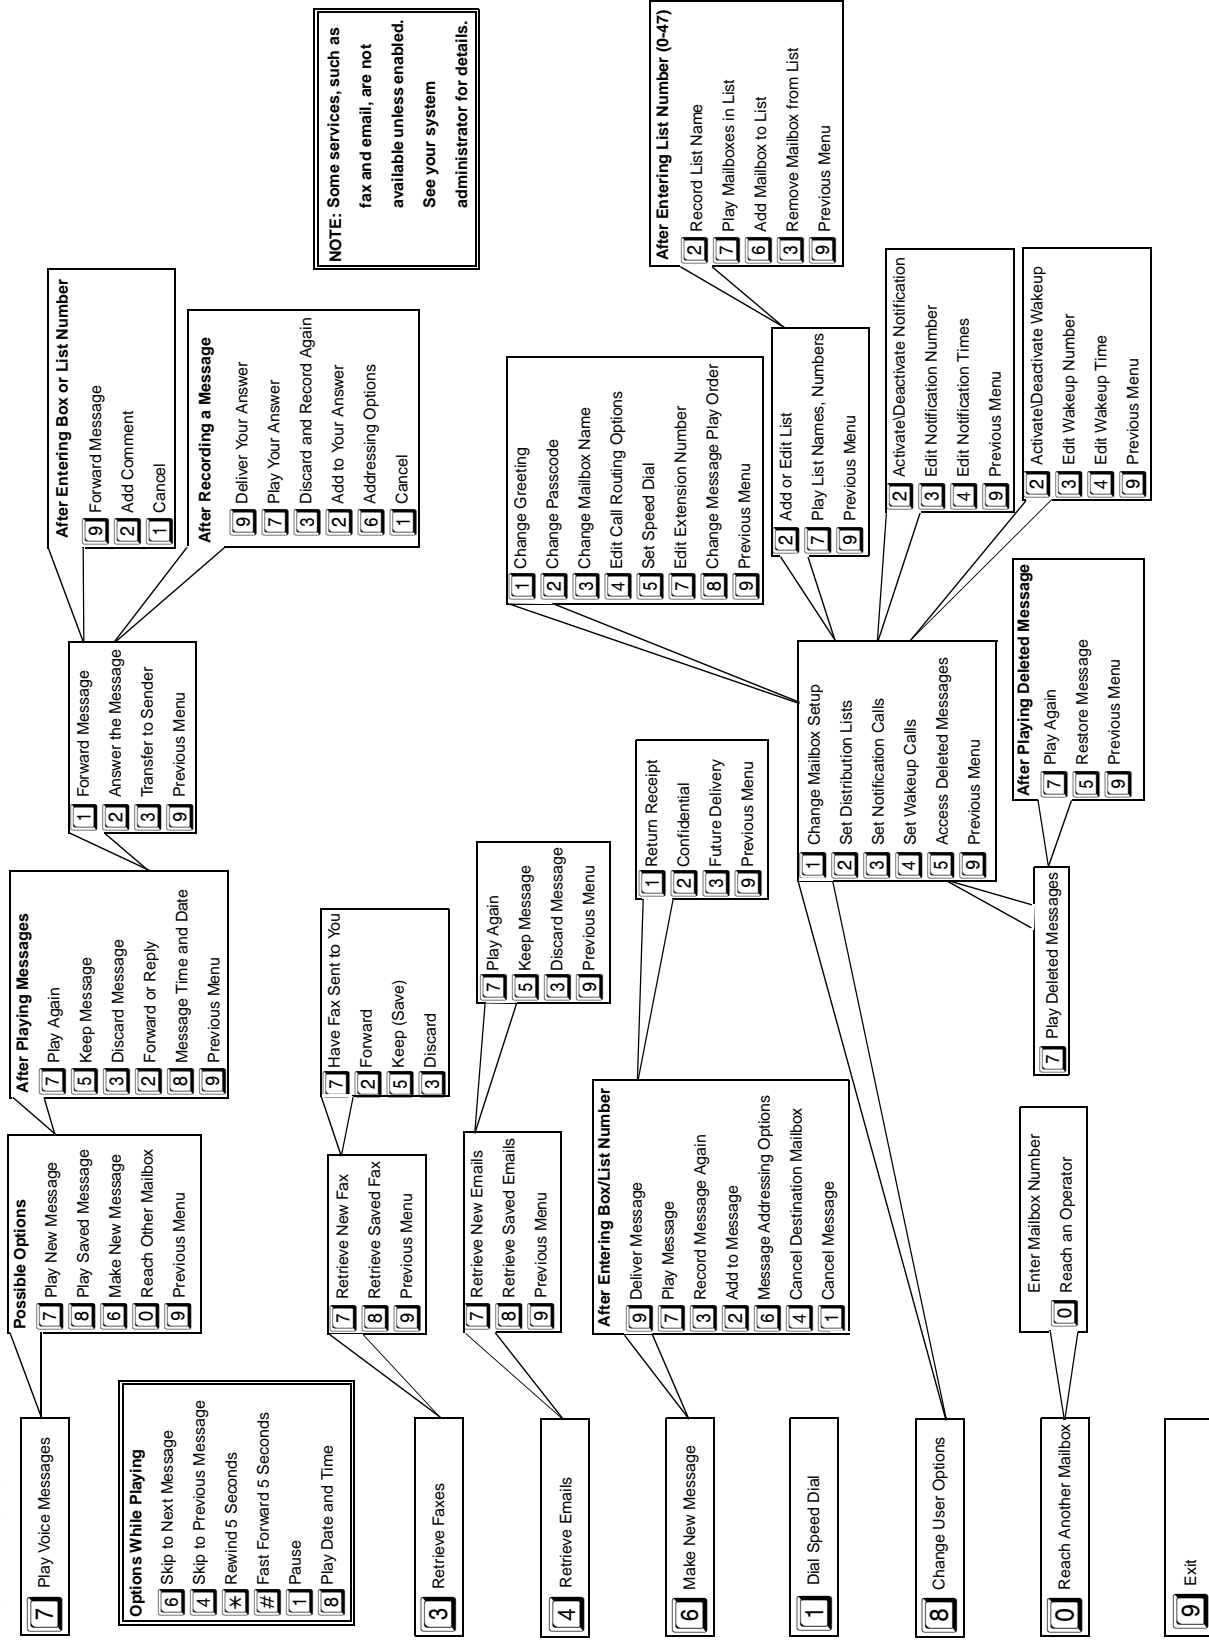 7 Play Voice Messages
Possible Options
7 Play New Message
8 Play Saved Message
6 Make New Message
0 Reach Other Mailbox
9 Previous Menu
After Playing Messages
7 Play Again
5 Keep Message
3 Discard Message
2 Forward or Reply
8 Message Time and Date
9 Previous Menu
1 Forward Message
2 Answer the Message
3 Transfer to Sender
9 Previous Menu
After Entering Box or List Number
9 Forward Message
2 Add Comment
1 Cancel
After Recording a Message
9 Deliver Your Answer
7 Play Your Answer
3 Discard and Record Again
2 Add to Your Answer
6 Addressing Options
1 Cancel
NOTE: Some services, such as
fax and email, are not
available unless enabled.
See your system
administrator for details.
Options While Playing
6 Skip to Next Message
4 Skip to Previous Message
* Rewind 5 Seconds
# Fast Forward 5 Seconds
1 Pause
8 Play Date and Time
3 Retrieve Faxes
7 Retrieve New Fax
8 Retrieve Saved Fax
9 Previous Menu
7 Have Fax Sent to You
2 Forward
5 Keep (Save)
3 Discard
4 Retrieve Emails
7 Retrieve New Emails
8 Retrieve Saved Emails
9 Previous Menu
7 Play Again
5 Keep Message
3 Discard Message
9 Previous Menu
6 Make New Message
After Entering Box/List Number
9 Deliver Message
7 Play Message
3 Record Message Again
2 Add to Message
6 Message Addressing Options
4 Cancel Destination Mailbox
1 Cancel Message
1 Return Receipt
2 Confidential
3 Future Delivery
9 Previous Menu
1 Dial Speed Dial
8 Change User Options
1 Change Mailbox Setup
2 Set Distribution Lists
3 Set Notification Calls
4 Set Wakeup Calls
5 Access Deleted Messages
9 Previous Menu
1 Change Greeting
2 Change Passcode
3 Change Mailbox Name
4 Edit Call Routing Options
5 Set Speed Dial
7 Edit Extension Number
8 Change Message Play Order
9 Previous Menu
2 Add or Edit List
7 Play List Names, Numbers
9 Previous Menu
After Entering List Number (0-47)
2 Record List Name
7 Play Mailboxes in List
6 Add Mailbox to List
3 Remove Mailbox from List
9 Previous Menu
2 Activate\Deactivate Notification
3 Edit Notification Number
4 Edit Notification Times
9 Previous Menu
2 Activate\Deactivate Wakeup
3 Edit Wakeup Number
4 Edit Wakeup Time
9 Previous Menu
7 Play Deleted Messages
After Playing Deleted Message
7 Play Again
5 Restore Message
9 Previous Menu
0 Reach Another Mailbox
Enter Mailbox Number
0 Reach an Operator
9 Exit